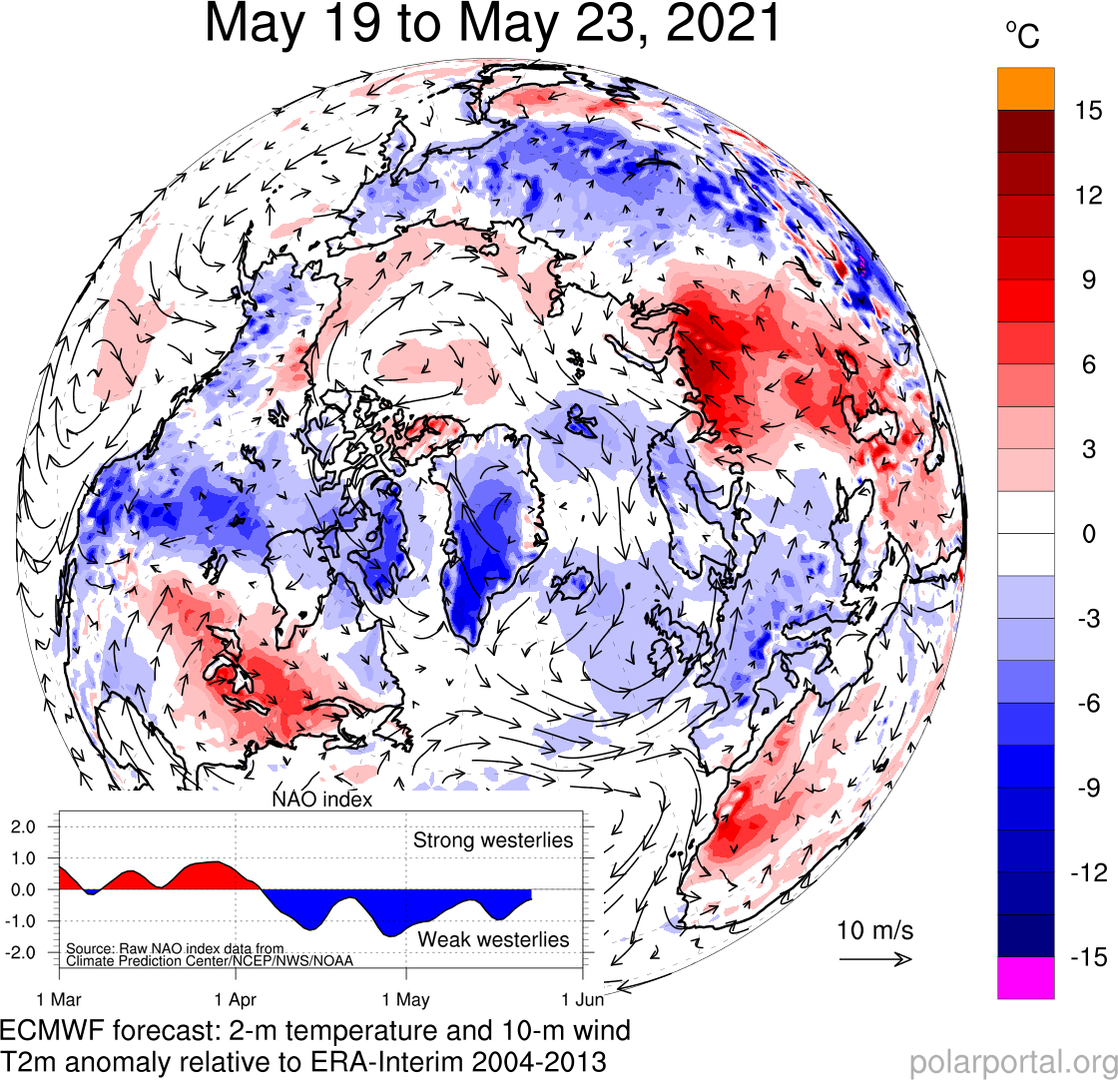 May 19 to May 23, 2021
°C
15
12
9
6
3
0
-3
-6
-9
-12
-15
NAO index
2.0
1.0
0.0
-1.0
-2.0
Strong westerlies
Weak westerlies
Source: Raw NAO index data from
Climate Prediction Center/NCEP/NWS/NOAA
1 Mar
1 Apr
1 May
1 Jun
10 m/s
ECMWF forecast: 2-m temperature and 10-m wind
T2m anomaly relative to ERA-Interim 2004-2013
polarportal.org